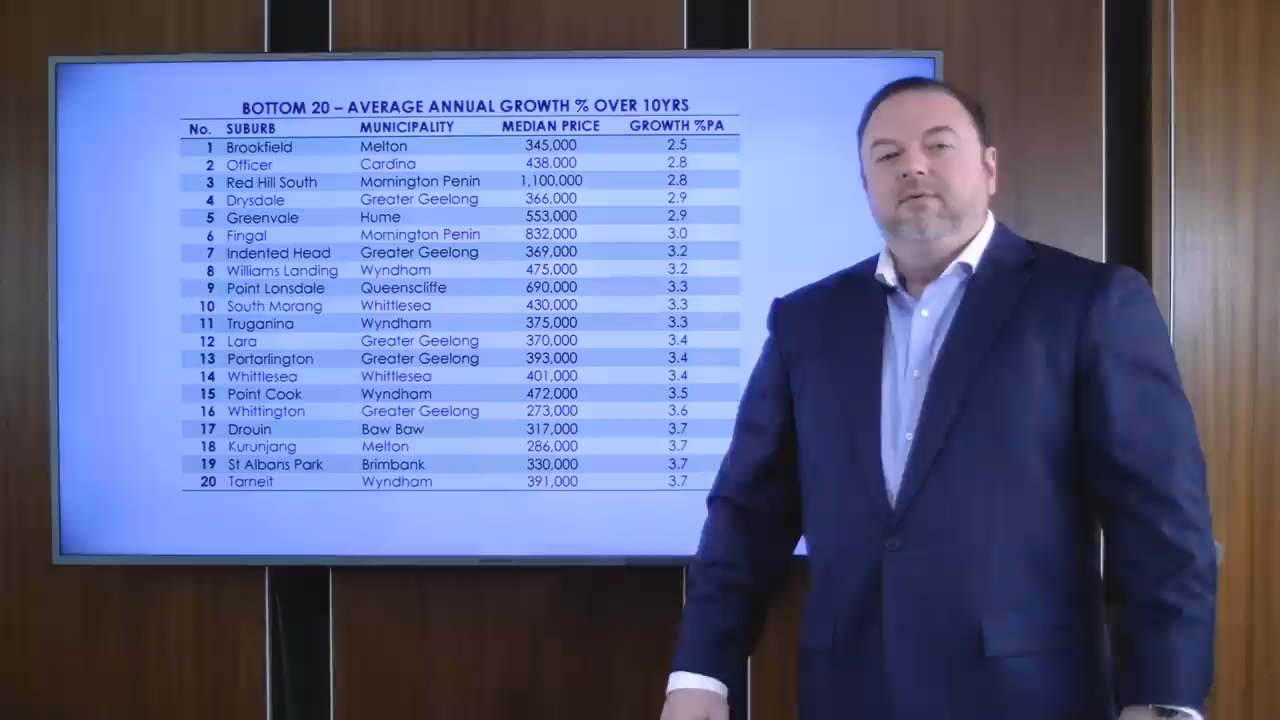 BOTTOM 20 – AVERAGE ANNUAL GROWTH % OVER 10YRS
No. SUBURB MUNICIPALITY MEDIAN PRICE GROWTH %PA
1 Brookfield Melton 345,000 2.5
2 Officer Cardina 438,000 2.8
3 Red Hill South Mornington Penin 1,100,000 2.8
4 Drysdale Greater Geelong 366,000 2.9
5 Greenvale Hume 553,000 2.9
6 Fingal Mornington Penin 832,000 3.0
7 Indented Head Greater Geelong 369,000 3.2
8 Williams Landing Wyndham 475,000 3.2
9 Point Lonsdale Queenscliffe 690,000 3.3
10 South Morang Whittlesea 430,000 3.3
11 Truganina Wyndham 375,000 3.3
12 Lara Greater Geelong 370,000 3.4
13 Portarlington Greater Geelong 393,000 3.4
14 Whittlesea Whittlesea 401,000 3.4
15 Point Cook Wyndham 472,000 3.5
16 Whittington Greater Geelong 273,000 3.6
17 Drouin Baw Baw 317,000 3.7
18 Kurunjang Melton 286,000 3.7
19 St Albans Park Brimbank 330,000 3.7
20 Tarneit Wyndham 391,000 3.7